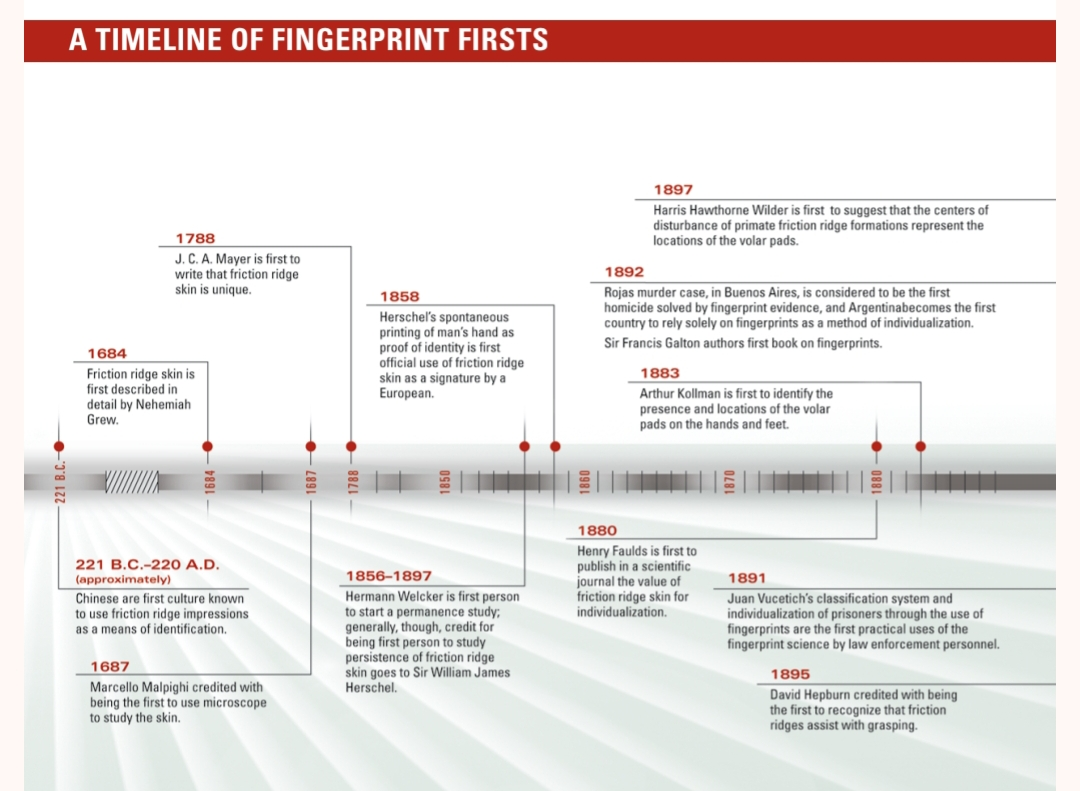 A TIMELINE OF FINGERPRINT FIRSTS
1897
Harris Hawthorne Wilder is first to suggest that the centers of
disturbance of primate friction ridge formations represent the
locations of the volar pads.
1788
J. C. A. Mayer is first to
write that friction ridge
skin is unique.
1892
Rojas murder case, in Buenos Aires, is considered to be the first
homicide solved by fingerprint evidence, and Argentinabecomes the first
country to rely solely on fingerprints as a method of individualization.
Sir Francis Galton authors first book on fingerprints.
1858
Herschel's spontaneous
printing of man's hand as
proof of identity is first
official use of friction ridge
skin as a signature by a
European.
1684
Friction ridge skin is
first described in
detail by Nehemiah
Grew.
1883
Arthur Kollman is first to identify the
presence and locations of the volar
pads on the hands and feet.
221 B.C.
1684
1687
1788
1850
1860
1870
1880
221 B.C.–220 A.D.
(approximately)
Chinese are first culture known
to use friction ridge impressions
as a means of identification.
1687
Marcello Malpighi credited with
being the first to use microscope
to study the skin.
1856–1897
Hermann Welcker is first person
to start a permanence study;
generally, though, credit for
being first person to study
persistence of friction ridge
skin goes to Sir William James
Herschel.
1880
Henry Faulds is first to
publish in a scientific
journal the value of
friction ridge skin for
individualization.
1891
Juan Vucetich's classification system and
individualization of prisoners through the use of
fingerprints are the first practical uses of the
fingerprint science by law enforcement personnel.
1895
David Hepburn credited with being
the first to recognize that friction
ridges assist with grasping.